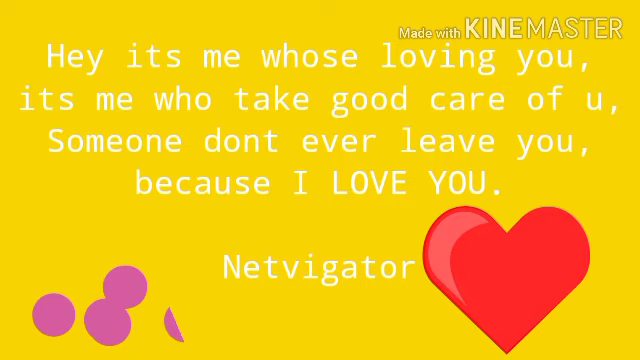 Made with KINEMASTER
Hey its me whose loving you,
its me who take good care of u,
Someone dont ever leave you,
because I LOVE YOU.
Netvigator